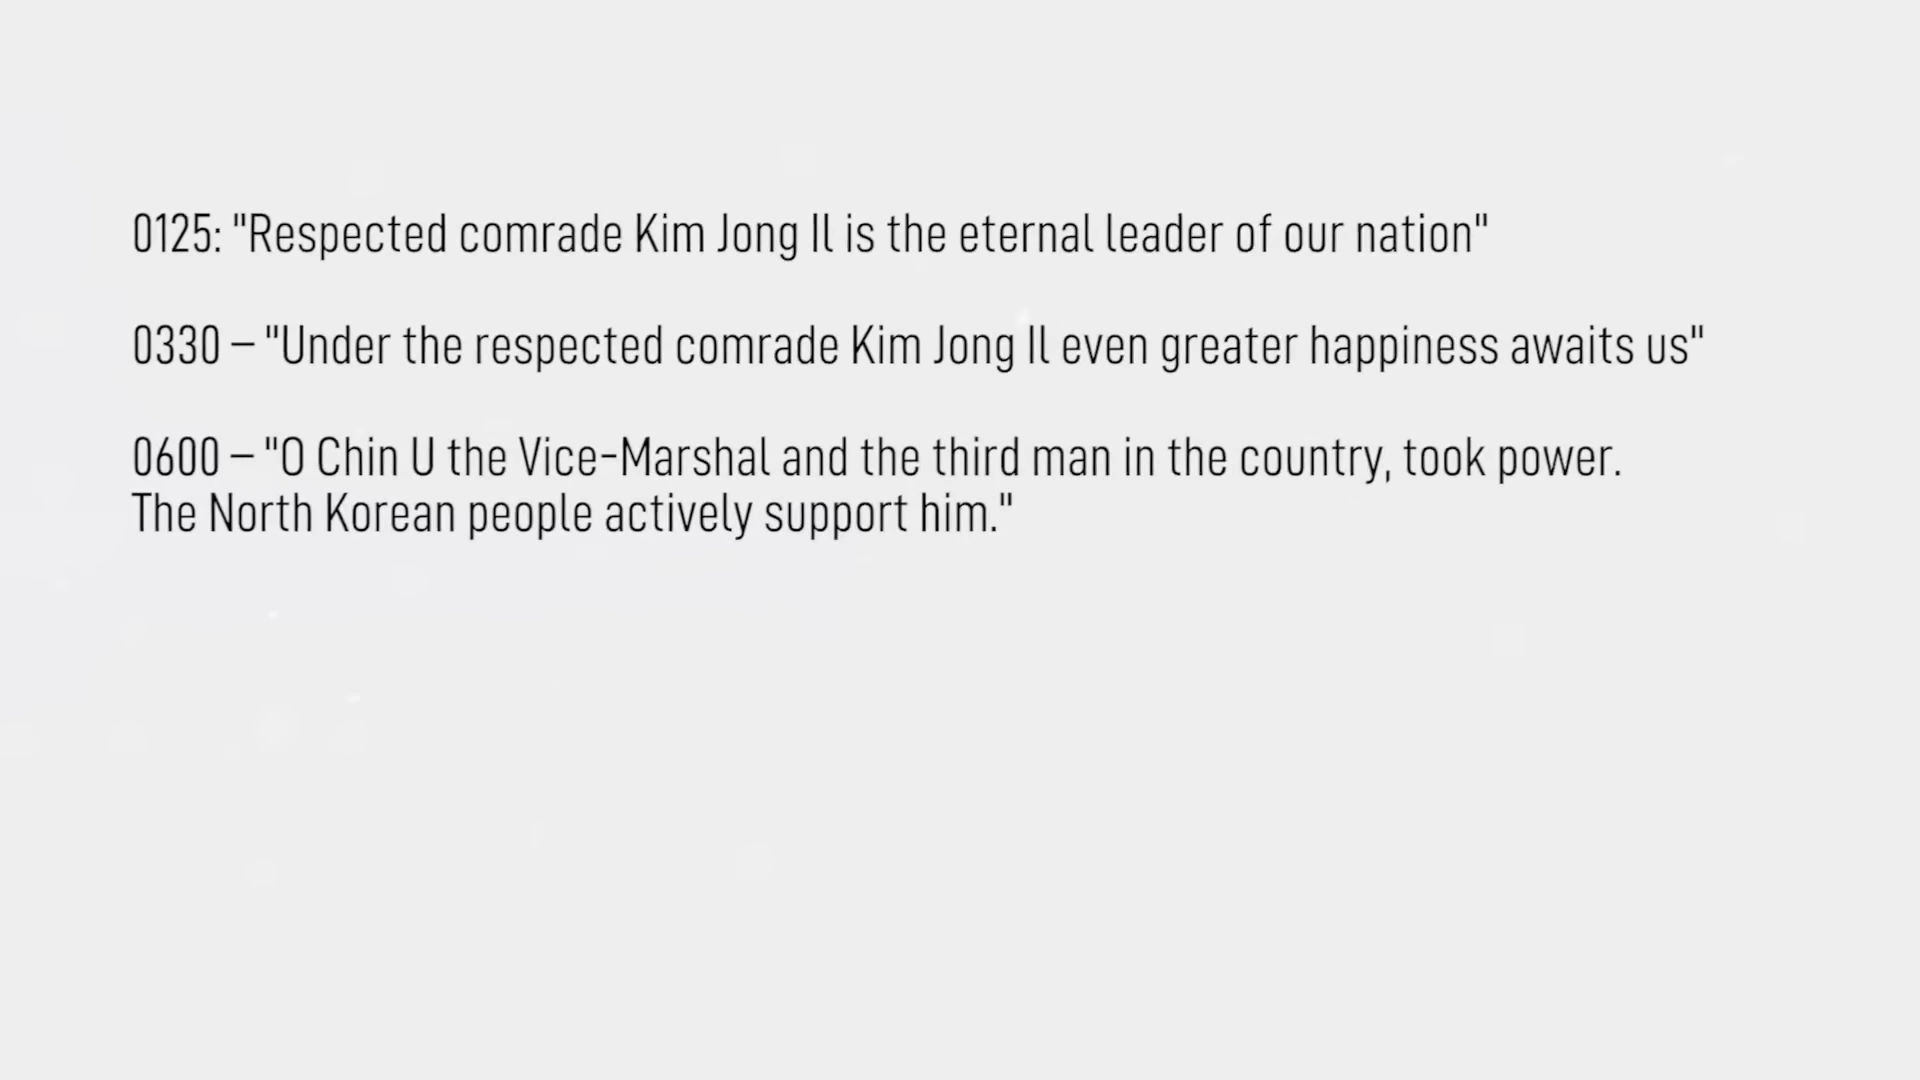 0125: "Respected comrade Kim Jong Il is the eternal leader of our nation"
0330 – "Under the respected comrade Kim Jong Il even greater happiness awaits us"
0600 – "O Chin U the Vice-Marshal and the third man in the country, took power.
The North Korean people actively support him."